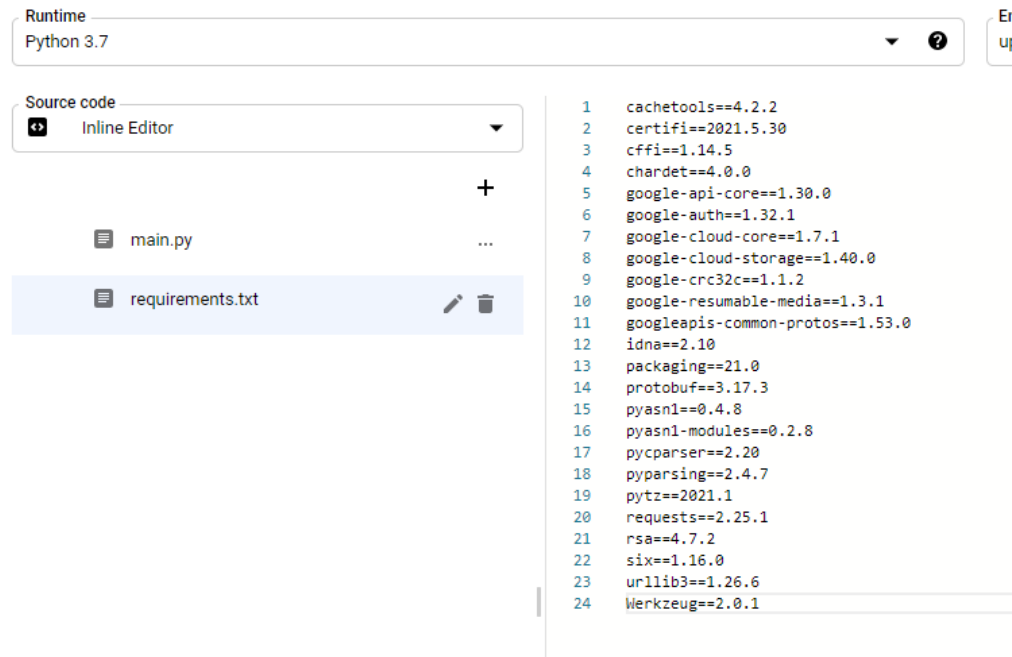 Runtime
Python 3.7
En
up
Source code
Inline Editor
main.py
...
requirements.txt
1 cachetools==4.2.2
2 certifi==2021.5.30
3 cffi==1.14.5
4 chardet==4.0.0
5 google-api-core==1.30.0
6 google-auth==1.32.1
7 google-cloud-core==1.7.1
8 google-cloud-storage==1.40.0
9 google-crc32c==1.1.2
10 google-resumable-media==1.3.1
11 googleapis-common-protos==1.53.0
12 idna==2.10
13 packaging==21.0
14 protobuf==3.17.3
15 pyasn1==0.4.8
16 pyasn1-modules==0.2.8
17 pycparser==2.20
18 pyparsing==2.4.7
19 pytz==2021.1
20 requests==2.25.1
21 rsa==4.7.2
22 six==1.16.0
23 urllib3==1.26.6
24 Werkzeug==2.0.1